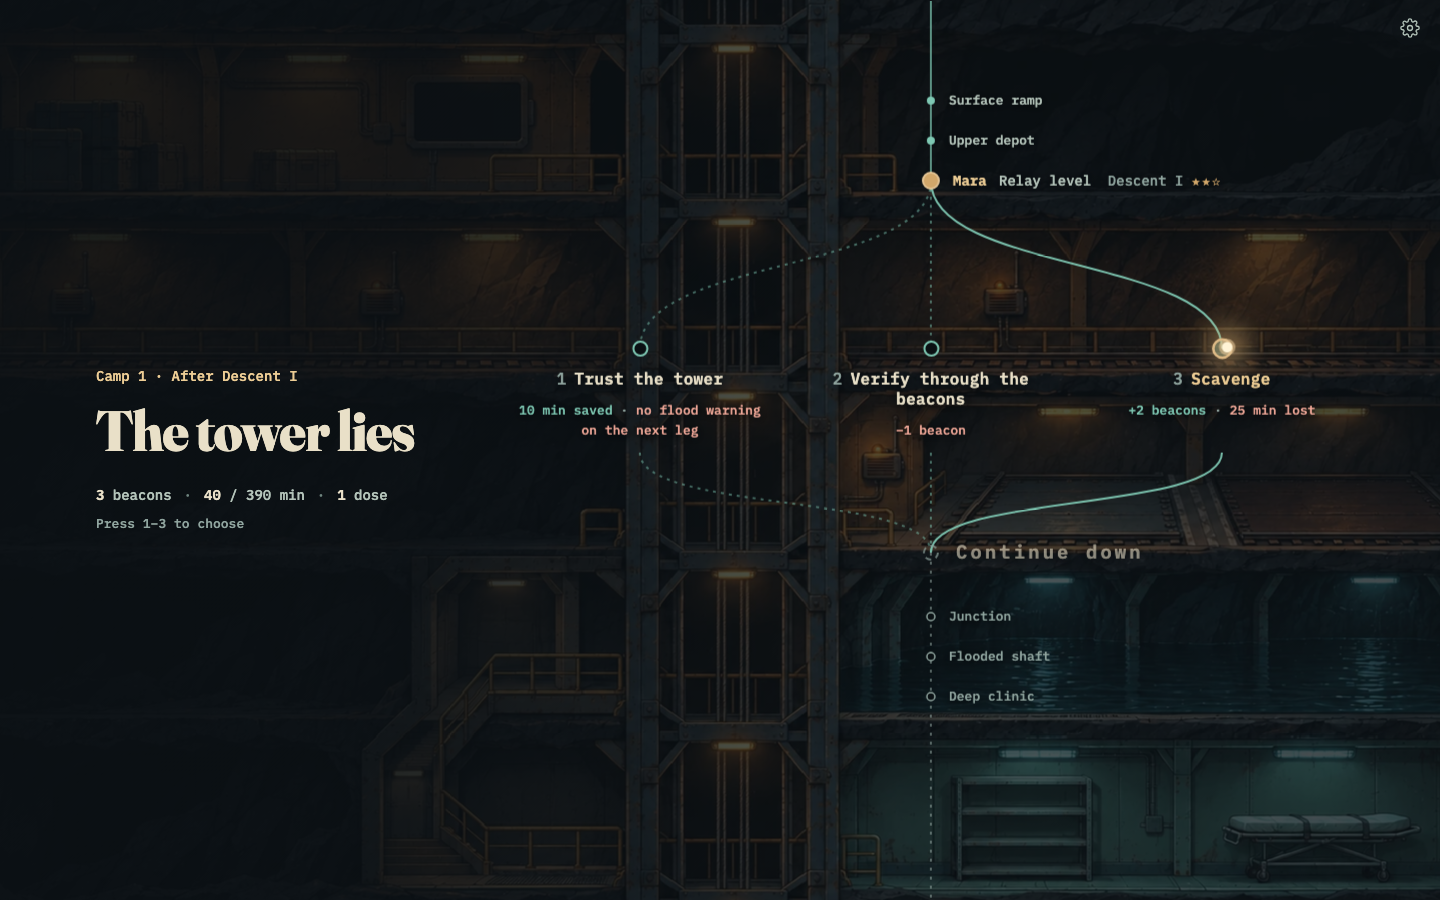 Surface ramp
Upper depot
Mara Relay level Descent I ★★☆
Camp 1 · After Descent I
The tower lies
3 beacons · 40 / 390 min · 1 dose
Press 1–3 to choose
1 Trust the tower
10 min saved · no flood warning
on the next leg
2 Verify through the
beacons
−1 beacon
3 Scavenge
+2 beacons · 25 min lost
Continue down
Junction
Flooded shaft
Deep clinic